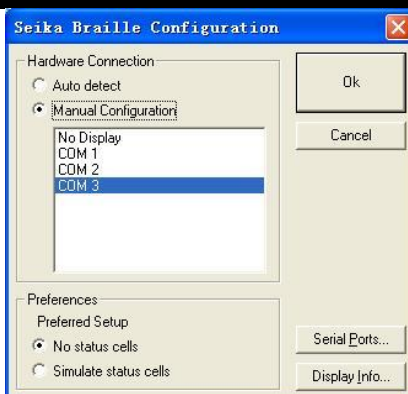 Seika Braille Configuration
Hardware Connection
Auto detect
Manual Configuration
No Display
COM 1
COM 2
COM 3
Ok
Cancel
Preferences
Preferred Setup
No status cells
Simulate status cells
Serial Ports...
Display Info...